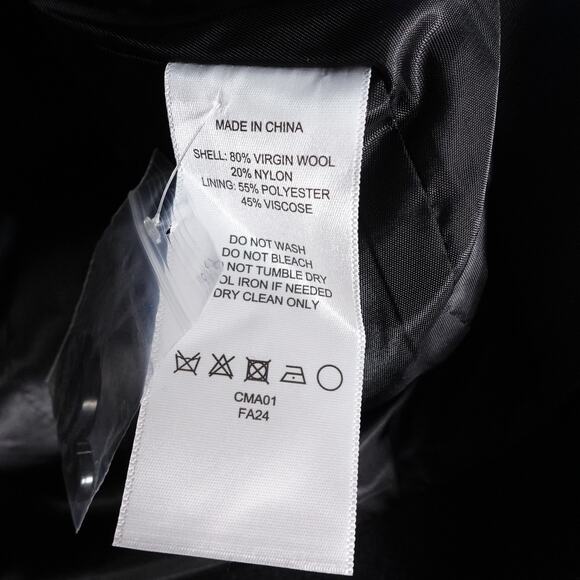 MADE IN CHINA
SHELL: 80% VIRGIN WOOL
20% NYLON
LINING: 55% POLYESTER
45% VISCOSE
DO NOT WASH
DO NOT BLEACH
NOT TUMBLE DRY
OL IRON IF NEEDED
DRY CLEAN ONLY
CMA01
FA24